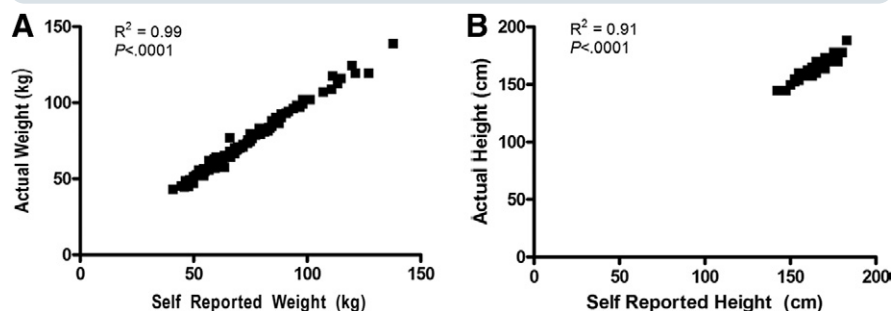 A
R² = 0.99
P<.0001
Actual Weight (kg)
150
100
50
0
0 50 100 150
Self Reported Weight (kg)
B
R² = 0.91
P<.0001
Actual Height (cm)
200
150
100
50
0
0 50 100 150 200
Self Reported Height (cm)